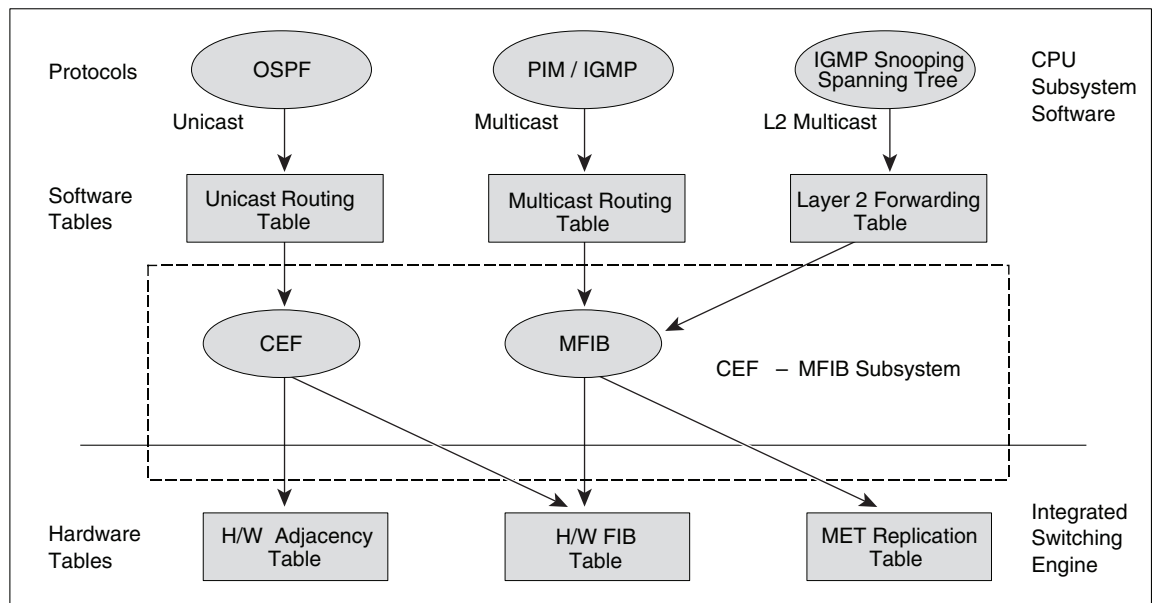 Protocols
OSPF
PIM / IGMP
IGMP Snooping
Spanning Tree
CPU
Subsystem
Software
Unicast
Multicast
L2 Multicast
Software
Tables
Unicast Routing
Table
Multicast Routing
Table
Layer 2 Forwarding
Table
CEF
MFIB
CEF – MFIB Subsystem
Hardware
Tables
H/W Adjacency
Table
H/W FIB
Table
MET Replication
Table
Integrated
Switching
Engine